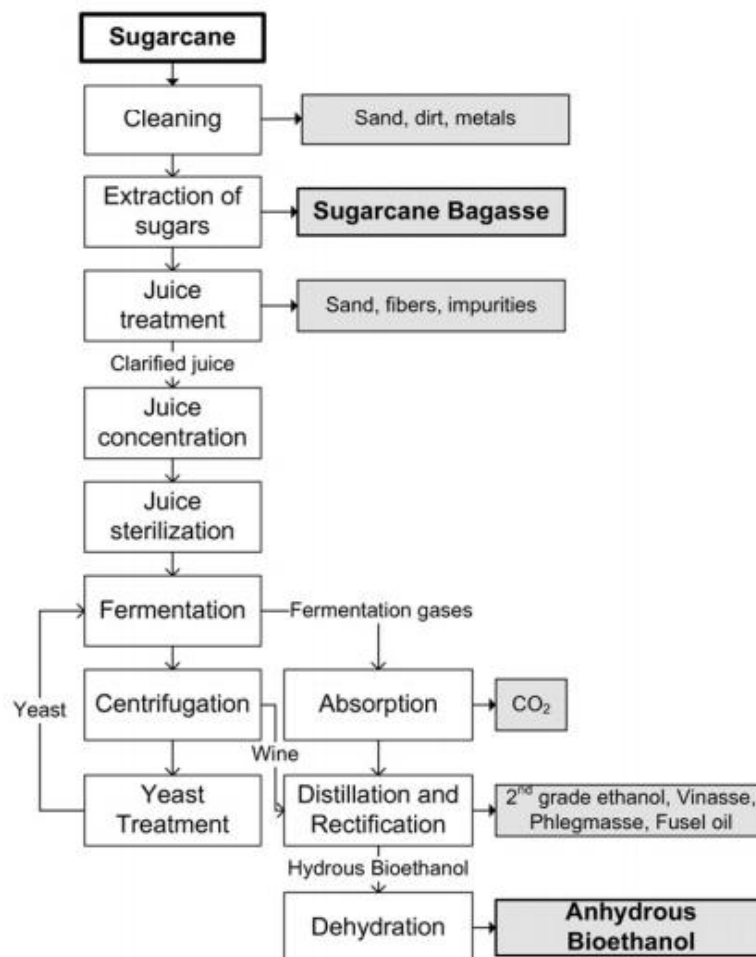 Sugarcane
Cleaning
Sand, dirt, metals
Extraction of
sugars
Sugarcane Bagasse
Juice
treatment
Sand, fibers, impurities
Clarified juice
Juice
concentration
Juice
sterilization
Fermentation
Fermentation gases
Yeast
Centrifugation
Absorption
CO₂
Wine
Yeast
Treatment
Distillation and
Rectification
2nd grade ethanol, Vinasse,
Phlegmasse, Fusel oil
Hydrous Bioethanol
Dehydration
Anhydrous
Bioethanol